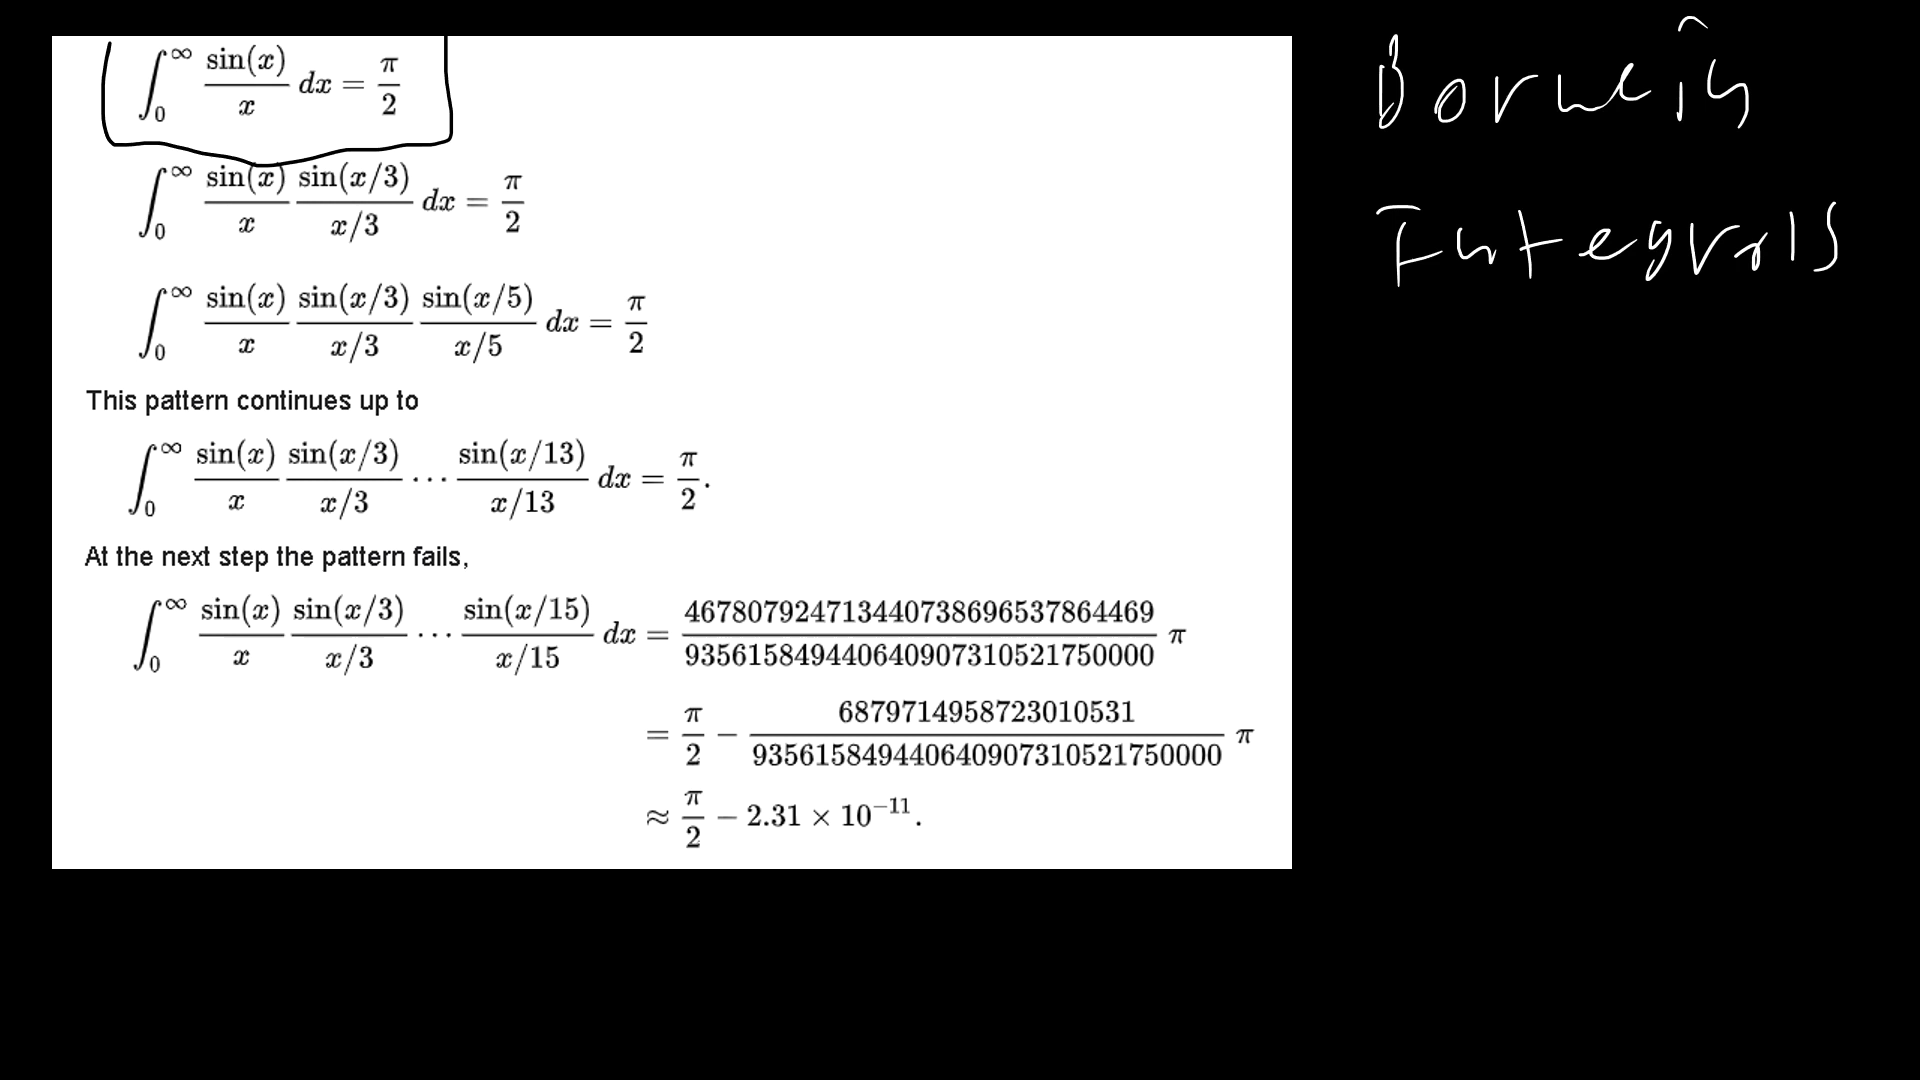 ∫₀^∞ sin(x)/x dx = π/2
Borwein
∫₀^∞ sin(x)/x sin(x/3)/(x/3) dx = π/2
Integrals
∫₀^∞ sin(x)/x sin(x/3)/(x/3) sin(x/5)/(x/5) dx = π/2
This pattern continues up to
∫₀^∞ sin(x)/x sin(x/3)/(x/3) ⋯ sin(x/13)/(x/13) dx = π/2.
At the next step the pattern fails,
∫₀^∞ sin(x)/x sin(x/3)/(x/3) ⋯ sin(x/15)/(x/15) dx = 467807924713440738696537864469/935615849440640907310521750000 π
= π/2 − 6879714958723010531/935615849440640907310521750000 π
≈ π/2 − 2.31 × 10⁻¹¹.